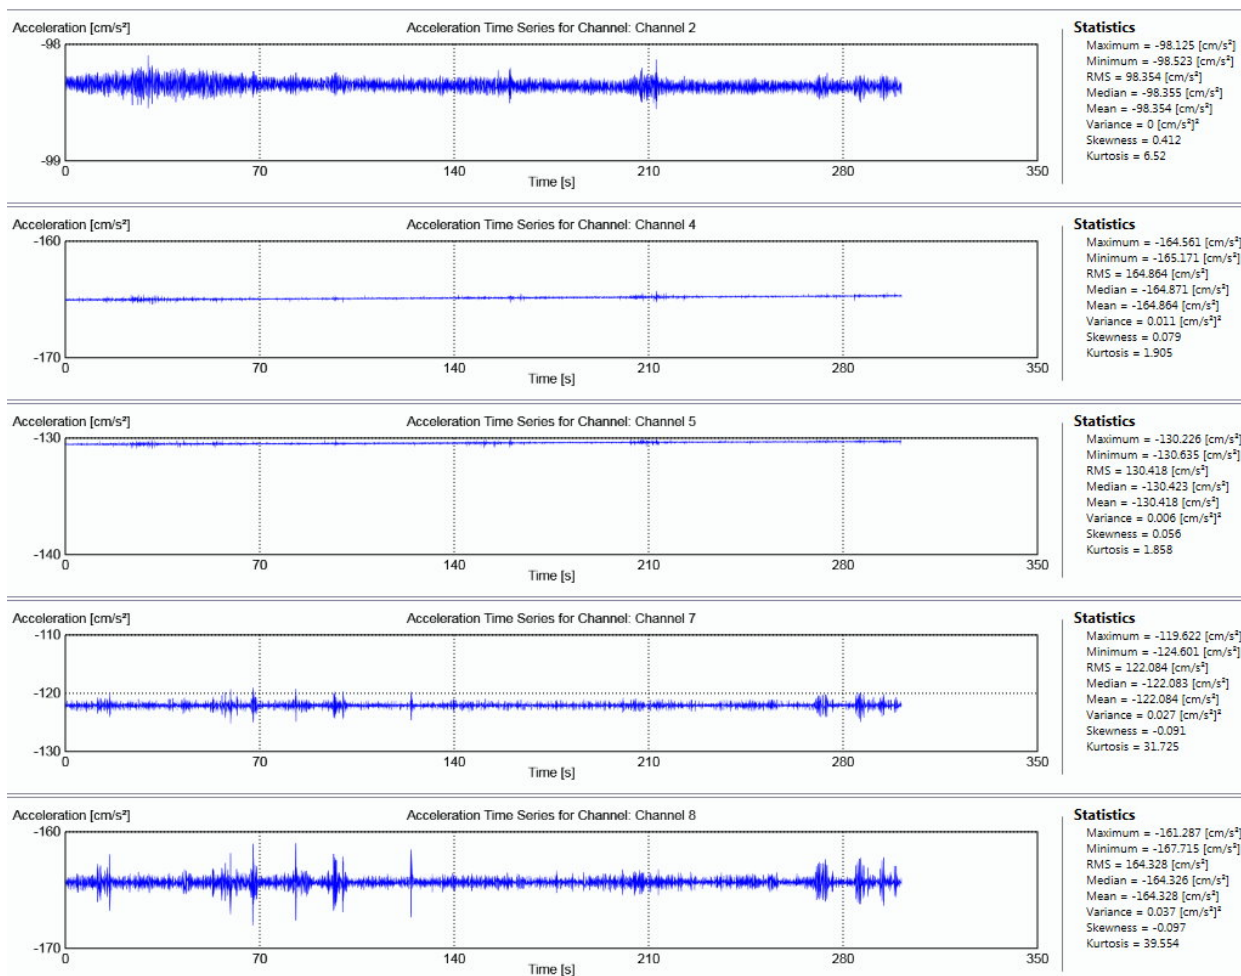 Acceleration [cm/s²] Acceleration Time Series for Channel: Channel 2
-98
-99
0 70 140 210 280 350
Time [s]
Statistics
Maximum = -98.125 [cm/s²]
Minimum = -98.523 [cm/s²]
RMS = 98.354 [cm/s²]
Median = -98.355 [cm/s²]
Mean = -98.354 [cm/s²]
Variance = 0 [cm/s²]²
Skewness = 0.412
Kurtosis = 6.52
Acceleration [cm/s²] Acceleration Time Series for Channel: Channel 4
-160
-170
0 70 140 210 280 350
Time [s]
Statistics
Maximum = -164.561 [cm/s²]
Minimum = -165.171 [cm/s²]
RMS = 164.864 [cm/s²]
Median = -164.871 [cm/s²]
Mean = -164.864 [cm/s²]
Variance = 0.011 [cm/s²]²
Skewness = 0.079
Kurtosis = 1.905
Acceleration [cm/s²] Acceleration Time Series for Channel: Channel 5
-130
-140
0 70 140 210 280 350
Time [s]
Statistics
Maximum = -130.226 [cm/s²]
Minimum = -130.635 [cm/s²]
RMS = 130.418 [cm/s²]
Median = -130.423 [cm/s²]
Mean = -130.418 [cm/s²]
Variance = 0.006 [cm/s²]²
Skewness = 0.056
Kurtosis = 1.858
Acceleration [cm/s²] Acceleration Time Series for Channel: Channel 7
-110
-120
-130
0 70 140 210 280 350
Time [s]
Statistics
Maximum = -119.622 [cm/s²]
Minimum = -124.601 [cm/s²]
RMS = 122.084 [cm/s²]
Median = -122.083 [cm/s²]
Mean = -122.084 [cm/s²]
Variance = 0.027 [cm/s²]²
Skewness = -0.091
Kurtosis = 31.725
Acceleration [cm/s²] Acceleration Time Series for Channel: Channel 8
-160
-170
0 70 140 210 280 350
Time [s]
Statistics
Maximum = -161.287 [cm/s²]
Minimum = -167.715 [cm/s²]
RMS = 164.328 [cm/s²]
Median = -164.326 [cm/s²]
Mean = -164.328 [cm/s²]
Variance = 0.037 [cm/s²]²
Skewness = -0.097
Kurtosis = 39.554